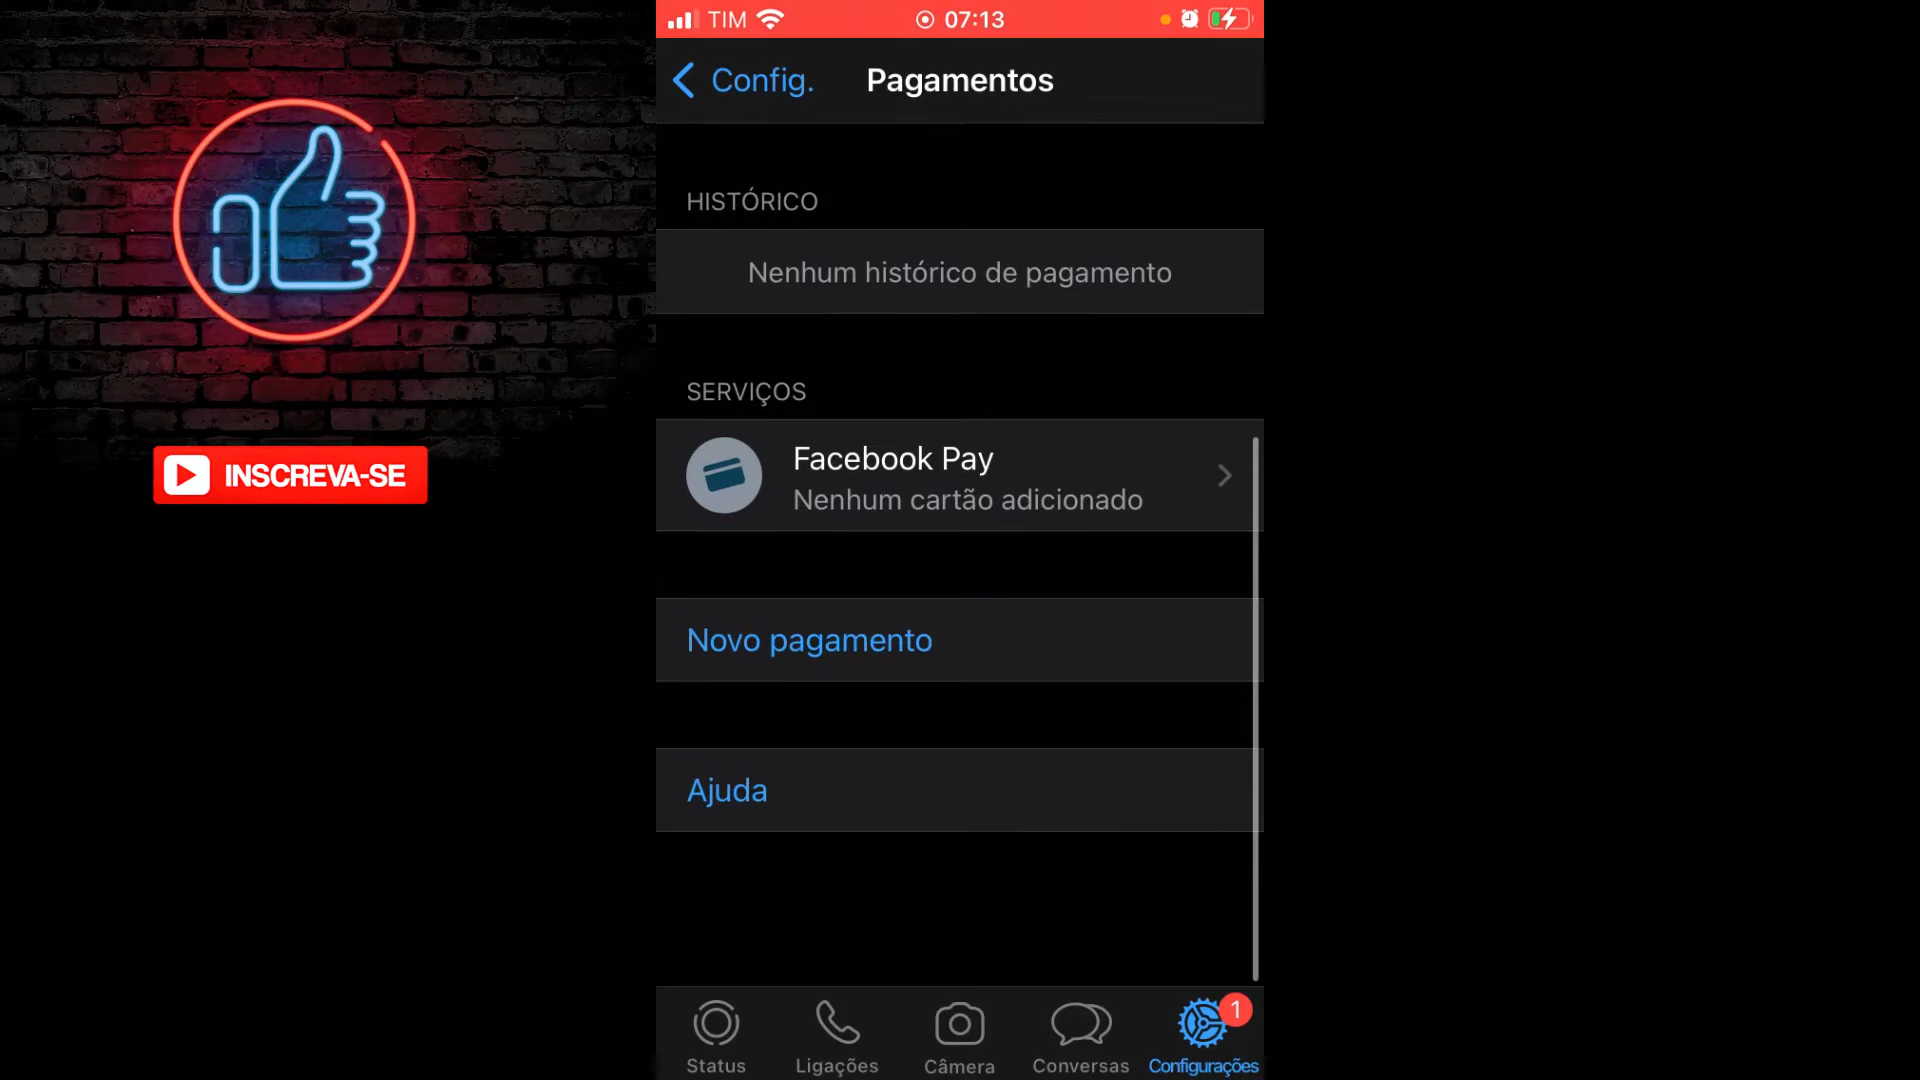 TIM 07:13
Config. Pagamentos
HISTÓRICO
Nenhum histórico de pagamento
SERVIÇOS
Facebook Pay
Nenhum cartão adicionado
INSCREVA-SE
Novo pagamento
Ajuda
1
Status Ligações Câmera Conversas Configurações